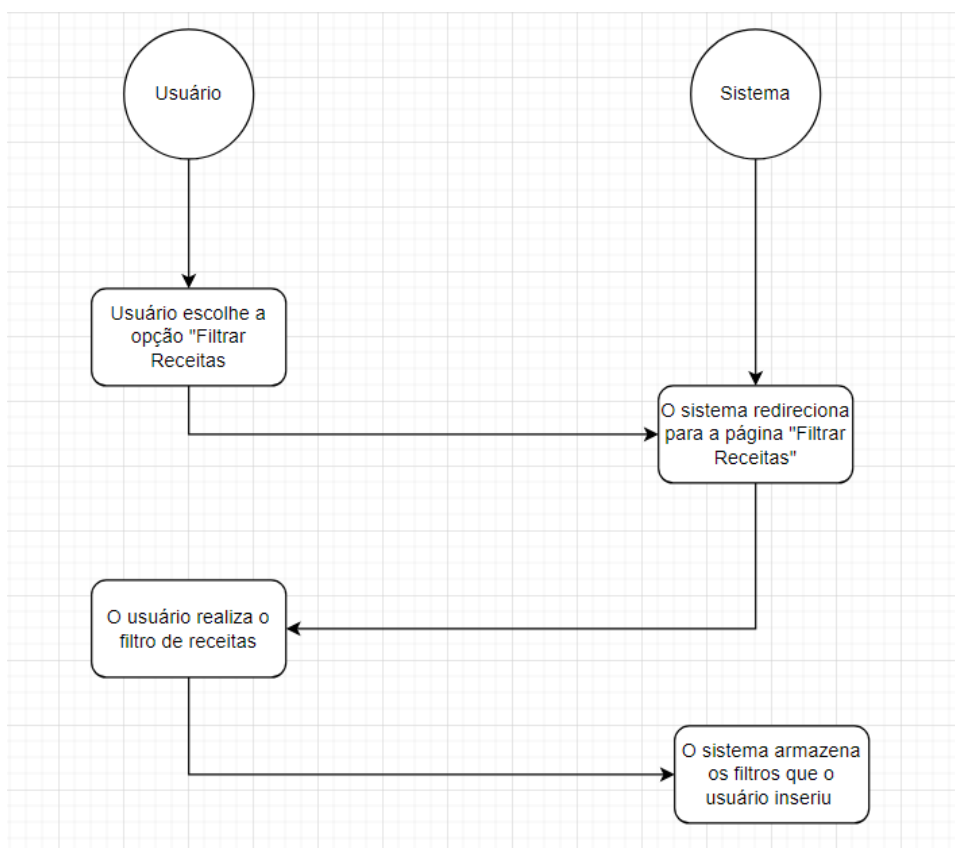 Usuário
Sistema
Usuário escolhe a
opção "Filtrar
Receitas
O sistema redireciona
para a página "Filtrar
Receitas"
O usuário realiza o
filtro de receitas
O sistema armazena
os filtros que o
usuário inseriu